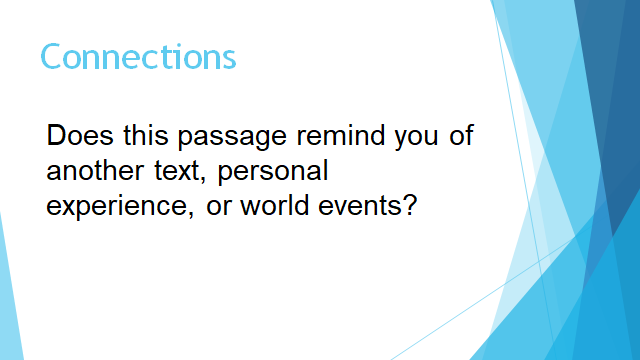 Connections
Does this passage remind you of
another text, personal
experience, or world events?